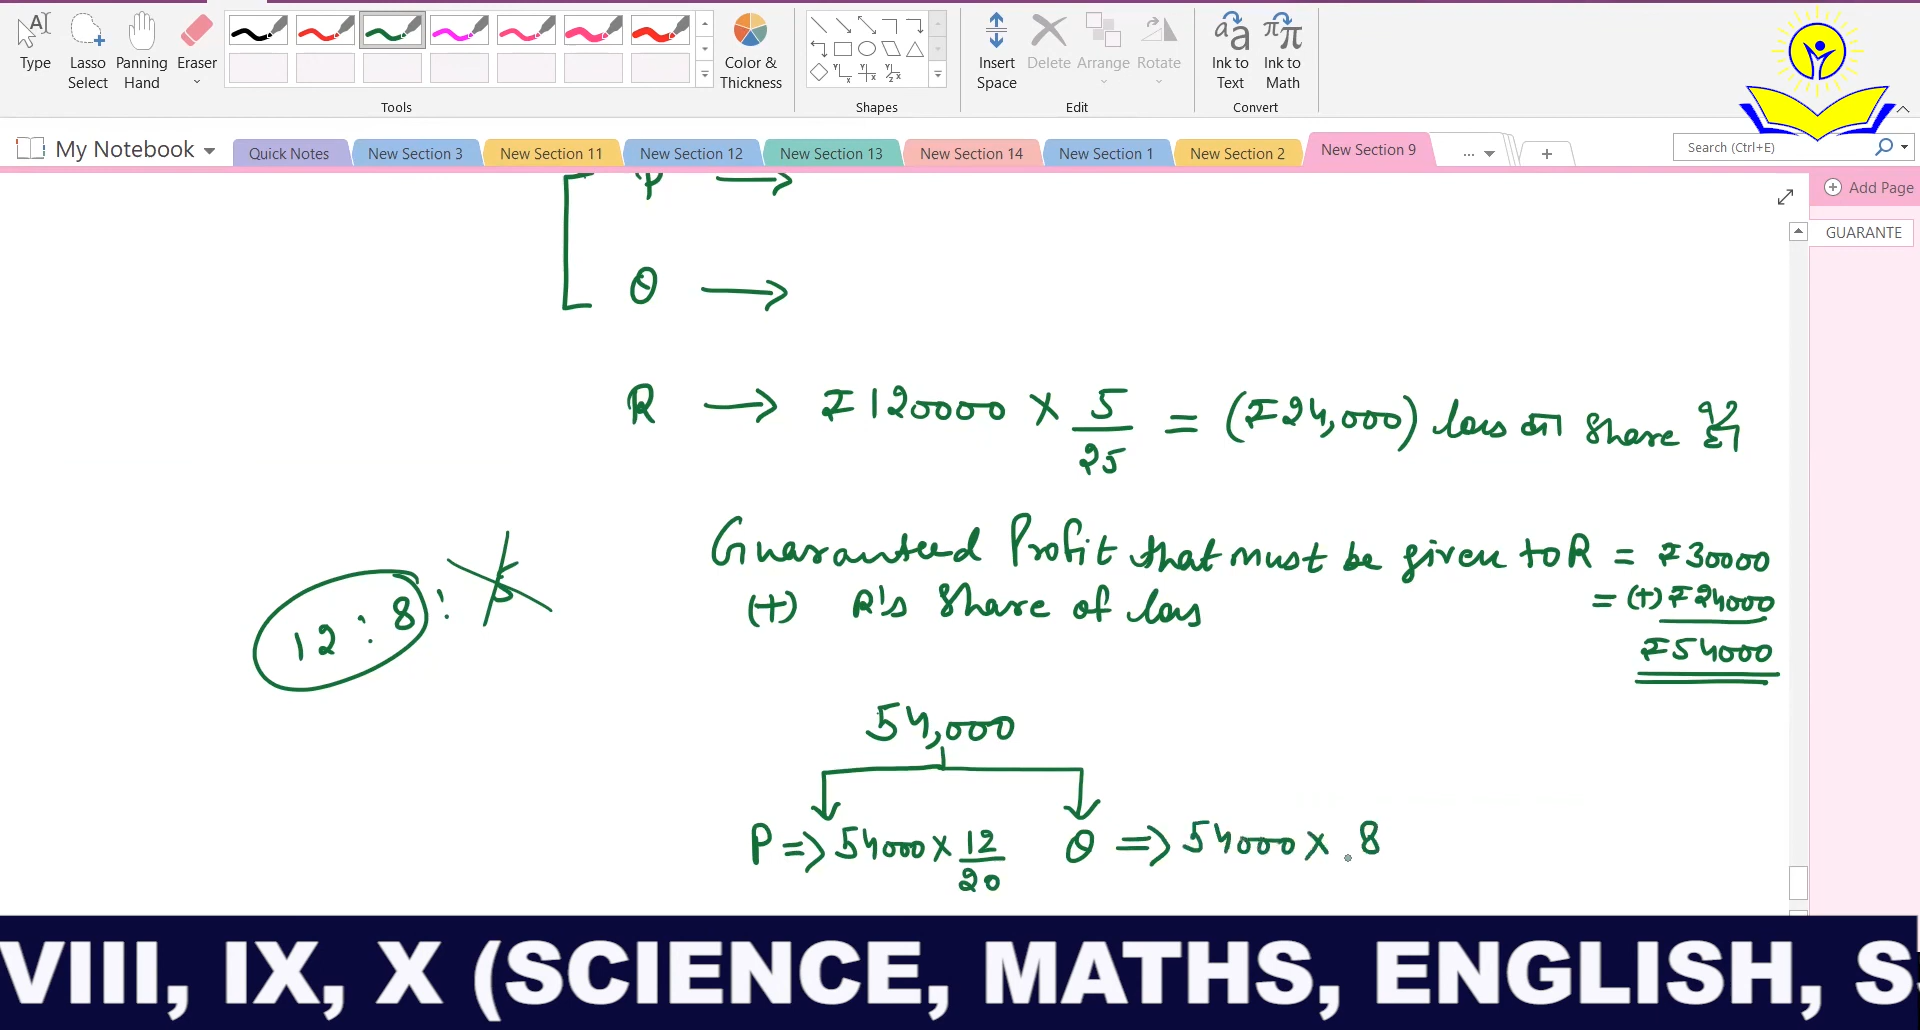 Type
Lasso Select
Panning Hand
Eraser
Color & Thickness
Insert Space
Delete
Arrange
Rotate
Ink to Text
Ink to Math
Tools
Shapes
Edit
Convert
My Notebook
Quick Notes
New Section 3
New Section 11
New Section 12
New Section 13
New Section 14
New Section 1
New Section 2
New Section 9
...
Search (Ctrl+E)
Add Page
GUARANTE
P →
Q →
R → ₹120000 × 5/25 = (₹24,000) loss का share है
Guaranteed Profit that must be given to R = ₹30000
(+) R's Share of loss = (+) ₹24000
₹54000
12 : 8 : 5
54,000
P => 54000 × 12/20 Q => 54000 × 8
VIII, IX, X (SCIENCE, MATHS, ENGLISH, S